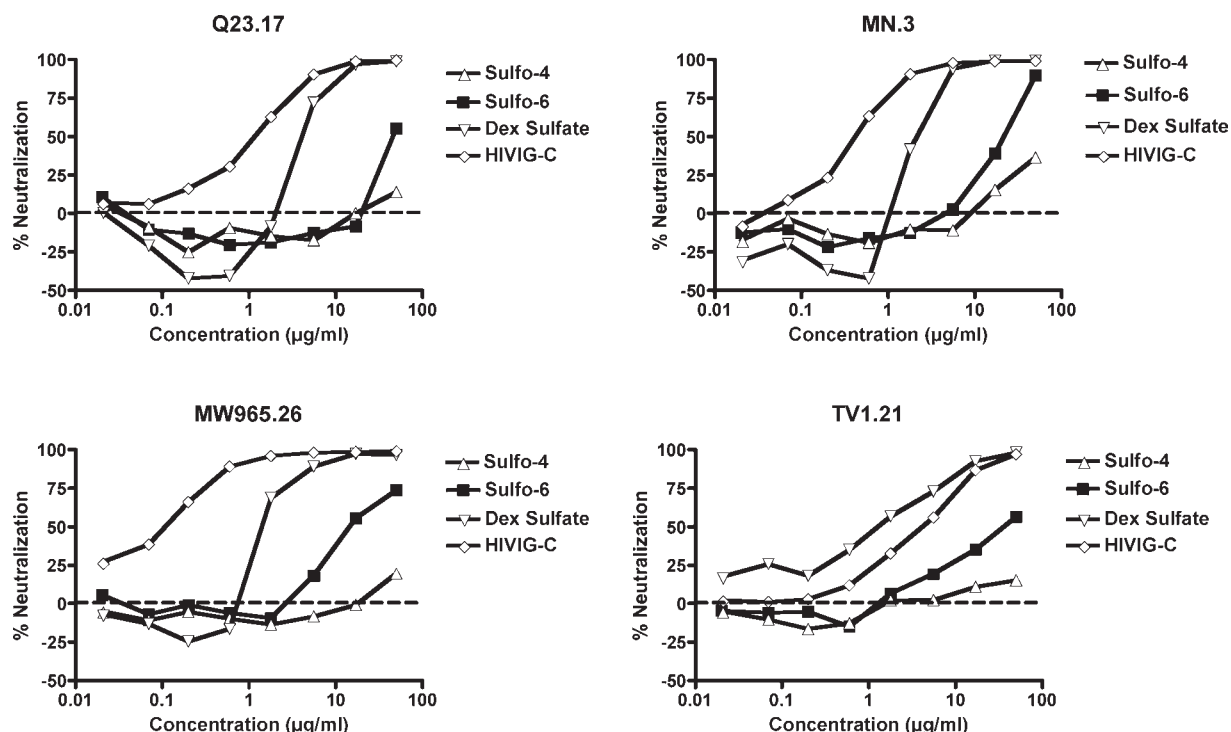 Q23.17
% Neutralization
100
75
50
25
0
-25
-50
0.01
0.1
1
10
100
Concentration (µg/ml)
Sulfo-4
Sulfo-6
Dex Sulfate
HIVIG-C
MN.3
% Neutralization
100
75
50
25
0
-25
-50
0.01
0.1
1
10
100
Concentration (µg/ml)
Sulfo-4
Sulfo-6
Dex Sulfate
HIVIG-C
MW965.26
% Neutralization
100
75
50
25
0
-25
-50
0.01
0.1
1
10
100
Concentration (µg/ml)
Sulfo-4
Sulfo-6
Dex Sulfate
HIVIG-C
TV1.21
% Neutralization
100
75
50
25
0
-25
-50
0.01
0.1
1
10
100
Concentration (µg/ml)
Sulfo-4
Sulfo-6
Dex Sulfate
HIVIG-C